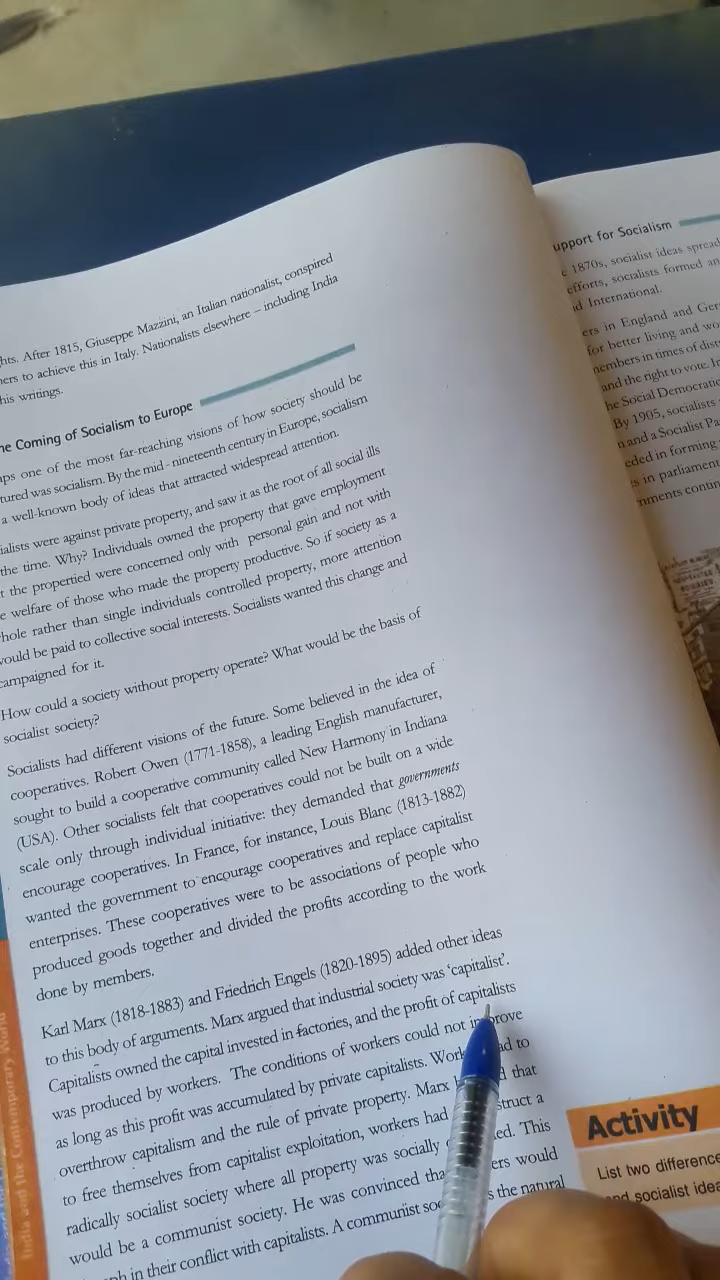 hts. After 1815, Giuseppe Mazzini, an Italian nationalist, conspired
ners to achieve this in Italy. Nationalists elsewhere – including India
his writings.
he Coming of Socialism to Europe
aps one of the most far-reaching visions of how society should be
tured was socialism. By the mid - nineteenth century in Europe, socialism
a well-known body of ideas that attracted widespread attention.
ialists were against private property, and saw it as the root of all social ills
the time. Why? Individuals owned the property that gave employment
t the propertied were concerned only with personal gain and not with
e welfare of those who made the property productive. So if society as a
hole rather than single individuals controlled property, more attention
would be paid to collective social interests. Socialists wanted this change and
campaigned for it.
How could a society without property operate? What would be the basis of
socialist society?
Socialists had different visions of the future. Some believed in the idea of
cooperatives. Robert Owen (1771-1858), a leading English manufacturer,
sought to build a cooperative community called New Harmony in Indiana
(USA). Other socialists felt that cooperatives could not be built on a wide
scale only through individual initiative: they demanded that governments
encourage cooperatives. In France, for instance, Louis Blanc (1813-1882)
wanted the government to encourage cooperatives and replace capitalist
enterprises. These cooperatives were to be associations of people who
produced goods together and divided the profits according to the work
done by members.
Karl Marx (1818-1883) and Friedrich Engels (1820-1895) added other ideas
to this body of arguments. Marx argued that industrial society was 'capitalist'.
Capitalists owned the capital invested in factories, and the profit of capitalists
was produced by workers. The conditions of workers could not improve
as long as this profit was accumulated by private capitalists. Work ad to
overthrow capitalism and the rule of private property. Marx that
to free themselves from capitalist exploitation, workers had struct a
radically socialist society where all property was socially ed. This
would be a communist society. He was convinced tha ers would
ph in their conflict with capitalists. A communist soc s the natural
India and the Contemporary World
upport for Socialism
e 1870s, socialist ideas spread
efforts, socialists formed an
nd International.
ers in England and Ger
for better living and wo
members in times of dist
and the right to vote. I
he Social Democratic
By 1905, socialists
n and a Socialist Pa
eded in forming
s in parliament
rnments contin
Activity
List two difference
and socialist idea